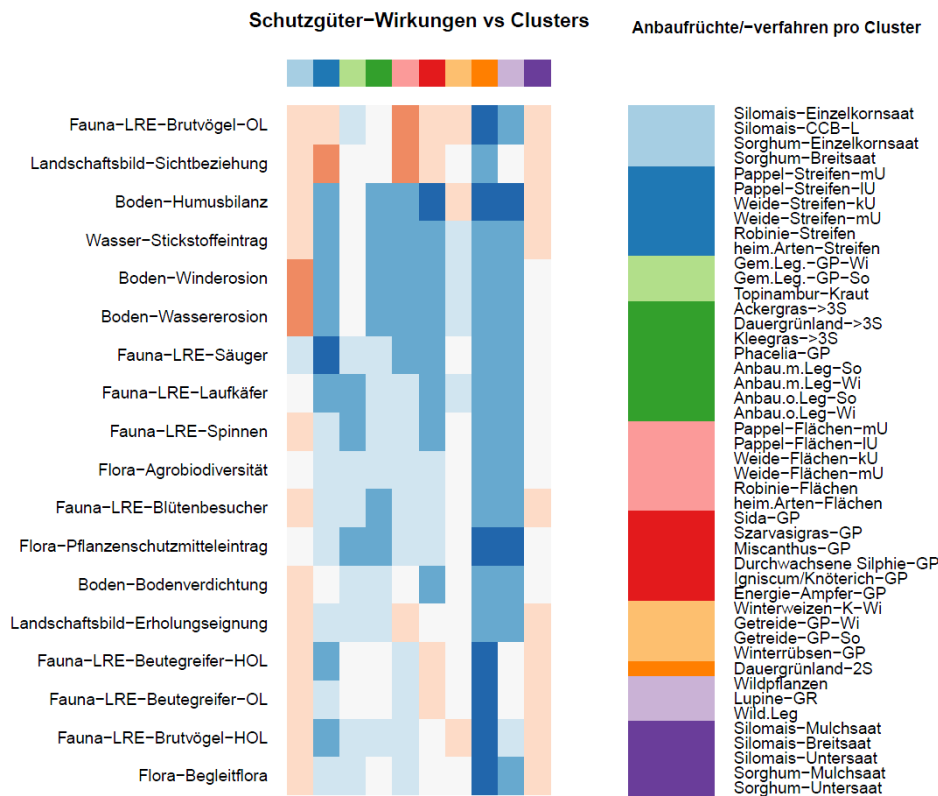 Schutzgüter−Wirkungen vs Clusters
Anbaufrüchte/−verfahren pro Cluster
Fauna−LRE−Brutvögel−OL
Landschaftsbild−Sichtbeziehung
Boden−Humusbilanz
Wasser−Stickstoffeintrag
Boden−Winderosion
Boden−Wassererosion
Fauna−LRE−Säuger
Fauna−LRE−Laufkäfer
Fauna−LRE−Spinnen
Flora−Agrobiodiversität
Fauna−LRE−Blütenbesucher
Flora−Pflanzenschutzmitteleintrag
Boden−Bodenverdichtung
Landschaftsbild−Erholungseignung
Fauna−LRE−Beutegreifer−HOL
Fauna−LRE−Beutegreifer−OL
Fauna−LRE−Brutvögel−HOL
Flora−Begleitflora
Silomais−Einzelkornsaat
Silomais−CCB−L
Sorghum−Einzelkornsaat
Sorghum−Breitsaat
Pappel−Streifen−mU
Pappel−Streifen−lU
Weide−Streifen−kU
Weide−Streifen−mU
Robinie−Streifen
heim.Arten−Streifen
Gem.Leg.−GP−Wi
Gem.Leg.−GP−So
Topinambur−Kraut
Ackergras−>3S
Dauergrünland−>3S
Kleegras−>3S
Phacelia−GP
Anbau.m.Leg−So
Anbau.m.Leg−Wi
Anbau.o.Leg−So
Anbau.o.Leg−Wi
Pappel−Flächen−mU
Pappel−Flächen−lU
Weide−Flächen−kU
Weide−Flächen−mU
Robinie−Flächen
heim.Arten−Flächen
Sida−GP
Szarvasigras−GP
Miscanthus−GP
Durchwachsene Silphie−GP
Igniscum/Knöterich−GP
Energie−Ampfer−GP
Winterweizen−K−Wi
Getreide−GP−Wi
Getreide−GP−So
Winterrübsen−GP
Dauergrünland−2S
Wildpflanzen
Lupine−GR
Wild.Leg
Silomais−Mulchsaat
Silomais−Breitsaat
Silomais−Untersaat
Sorghum−Mulchsaat
Sorghum−Untersaat